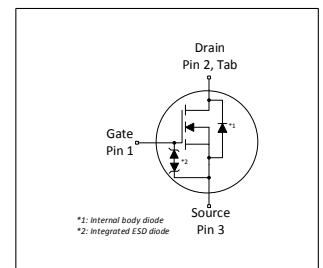 Drain
Pin 2, Tab
*1
Gate
Pin 1
*2
Source
Pin 3
*1: Internal body diode
*2: Integrated ESD diode